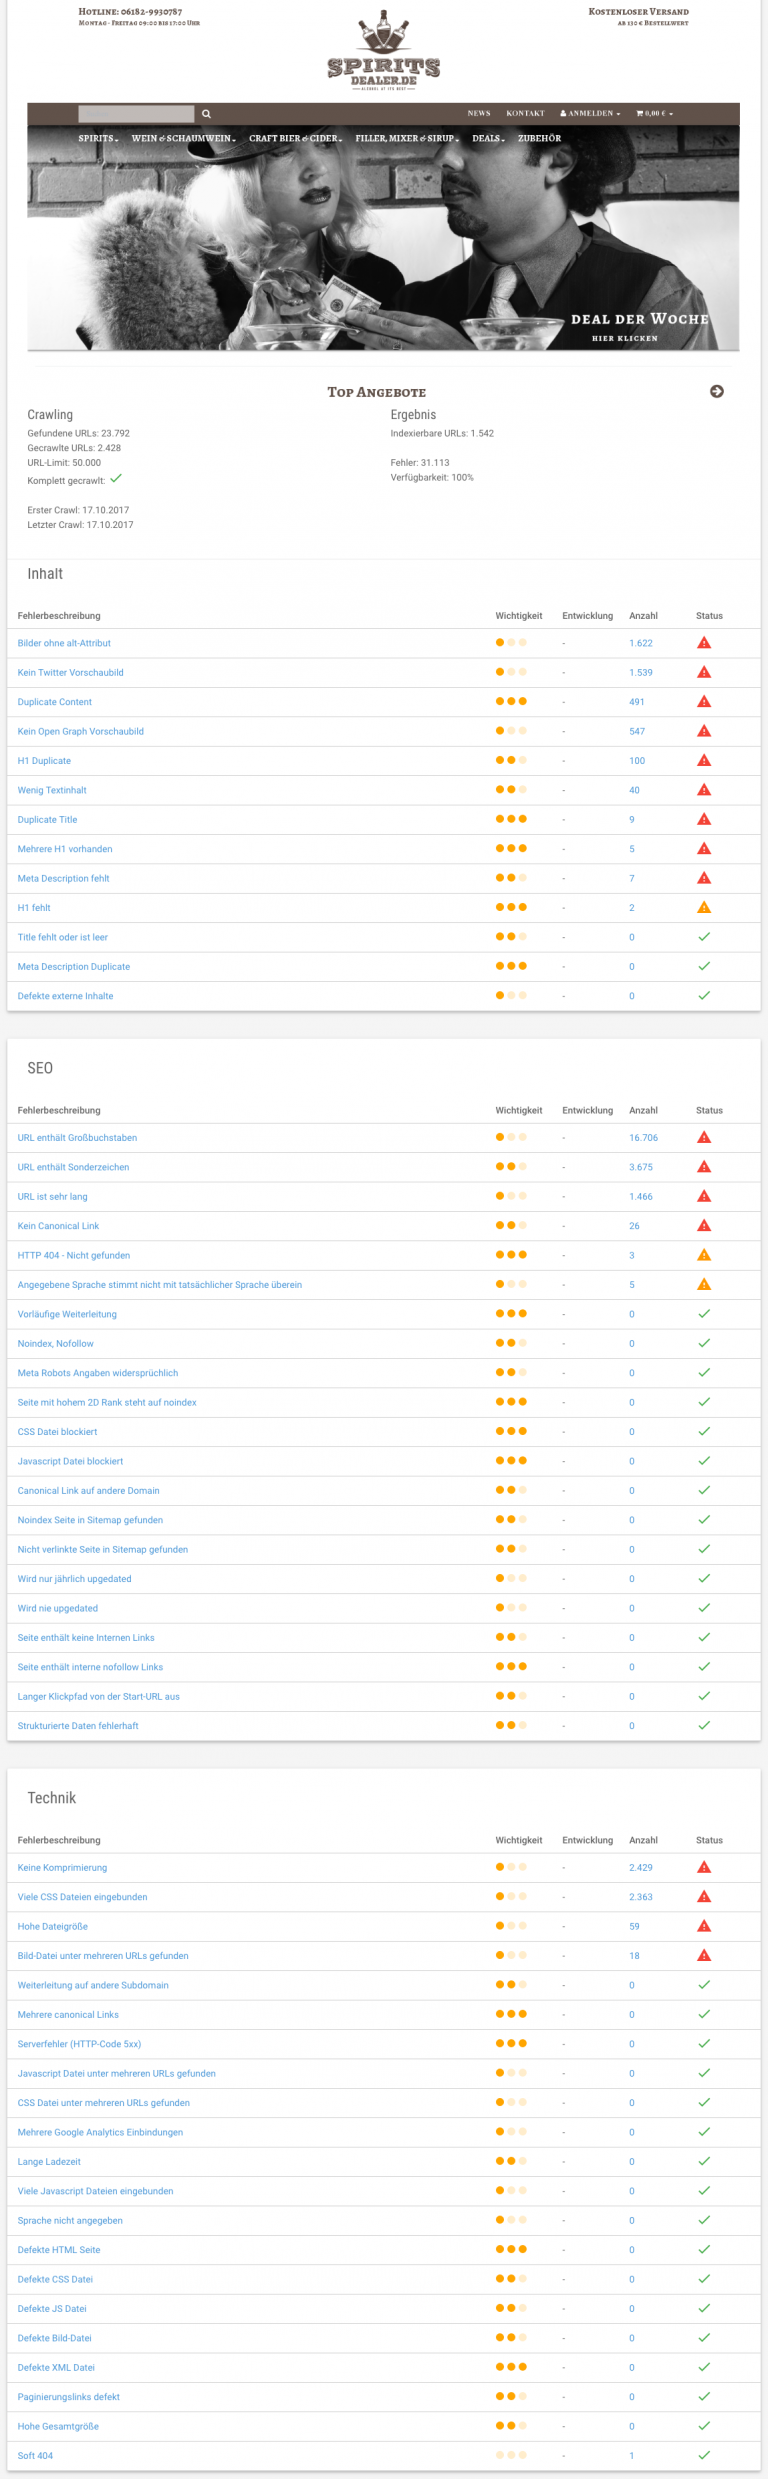 Hotline: 06182-9930787
Montag - Freitag 09:00 bis 17:00 Uhr
Kostenloser Versand
ab 130 € Bestellwert
SPIRITS
DEALER.DE
ALCOHOL AT ITS BEST
NEWS KONTAKT ANMELDEN 0,00 €
SPIRITS WEIN & SCHAUMWEIN CRAFT BIER & CIDER FILLER, MIXER & SIRUP DEALS ZUBEHÖR
DEAL DER WOCHE
HIER KLICKEN
Top Angebote
Crawling
Gefundene URLs: 23.792
Gecrawlte URLs: 2.428
URL-Limit: 50.000
Komplett gecrawlt:
Erster Crawl: 17.10.2017
Letzter Crawl: 17.10.2017
Ergebnis
Indexierbare URLs: 1.542
Fehler: 31.113
Verfügbarkeit: 100%
Inhalt
Fehlerbeschreibung Wichtigkeit Entwicklung Anzahl Status
Bilder ohne alt-Attribut - 1.622
Kein Twitter Vorschaubild - 1.539
Duplicate Content - 491
Kein Open Graph Vorschaubild - 547
H1 Duplicate - 100
Wenig Textinhalt - 40
Duplicate Title - 9
Mehrere H1 vorhanden - 5
Meta Description fehlt - 7
H1 fehlt - 2
Title fehlt oder ist leer - 0
Meta Description Duplicate - 0
Defekte externe Inhalte - 0
SEO
Fehlerbeschreibung Wichtigkeit Entwicklung Anzahl Status
URL enthält Großbuchstaben - 16.706
URL enthält Sonderzeichen - 3.675
URL ist sehr lang - 1.466
Kein Canonical Link - 26
HTTP 404 - Nicht gefunden - 3
Angegebene Sprache stimmt nicht mit tatsächlicher Sprache überein - 5
Vorläufige Weiterleitung - 0
Noindex, Nofollow - 0
Meta Robots Angaben widersprüchlich - 0
Seite mit hohem 2D Rank steht auf noindex - 0
CSS Datei blockiert - 0
Javascript Datei blockiert - 0
Canonical Link auf andere Domain - 0
Noindex Seite in Sitemap gefunden - 0
Nicht verlinkte Seite in Sitemap gefunden - 0
Wird nur jährlich upgedated - 0
Wird nie upgedated - 0
Seite enthält keine Internen Links - 0
Seite enthält interne nofollow Links - 0
Langer Klickpfad von der Start-URL aus - 0
Strukturierte Daten fehlerhaft - 0
Technik
Fehlerbeschreibung Wichtigkeit Entwicklung Anzahl Status
Keine Komprimierung - 2.429
Viele CSS Dateien eingebunden - 2.363
Hohe Dateigröße - 59
Bild-Datei unter mehreren URLs gefunden - 18
Weiterleitung auf andere Subdomain - 0
Mehrere canonical Links - 0
Serverfehler (HTTP-Code 5xx) - 0
Javascript Datei unter mehreren URLs gefunden - 0
CSS Datei unter mehreren URLs gefunden - 0
Mehrere Google Analytics Einbindungen - 0
Lange Ladezeit - 0
Viele Javascript Dateien eingebunden - 0
Sprache nicht angegeben - 0
Defekte HTML Seite - 0
Defekte CSS Datei - 0
Defekte JS Datei - 0
Defekte Bild-Datei - 0
Defekte XML Datei - 0
Paginierungslinks defekt - 0
Hohe Gesamtgröße - 0
Soft 404 - 1